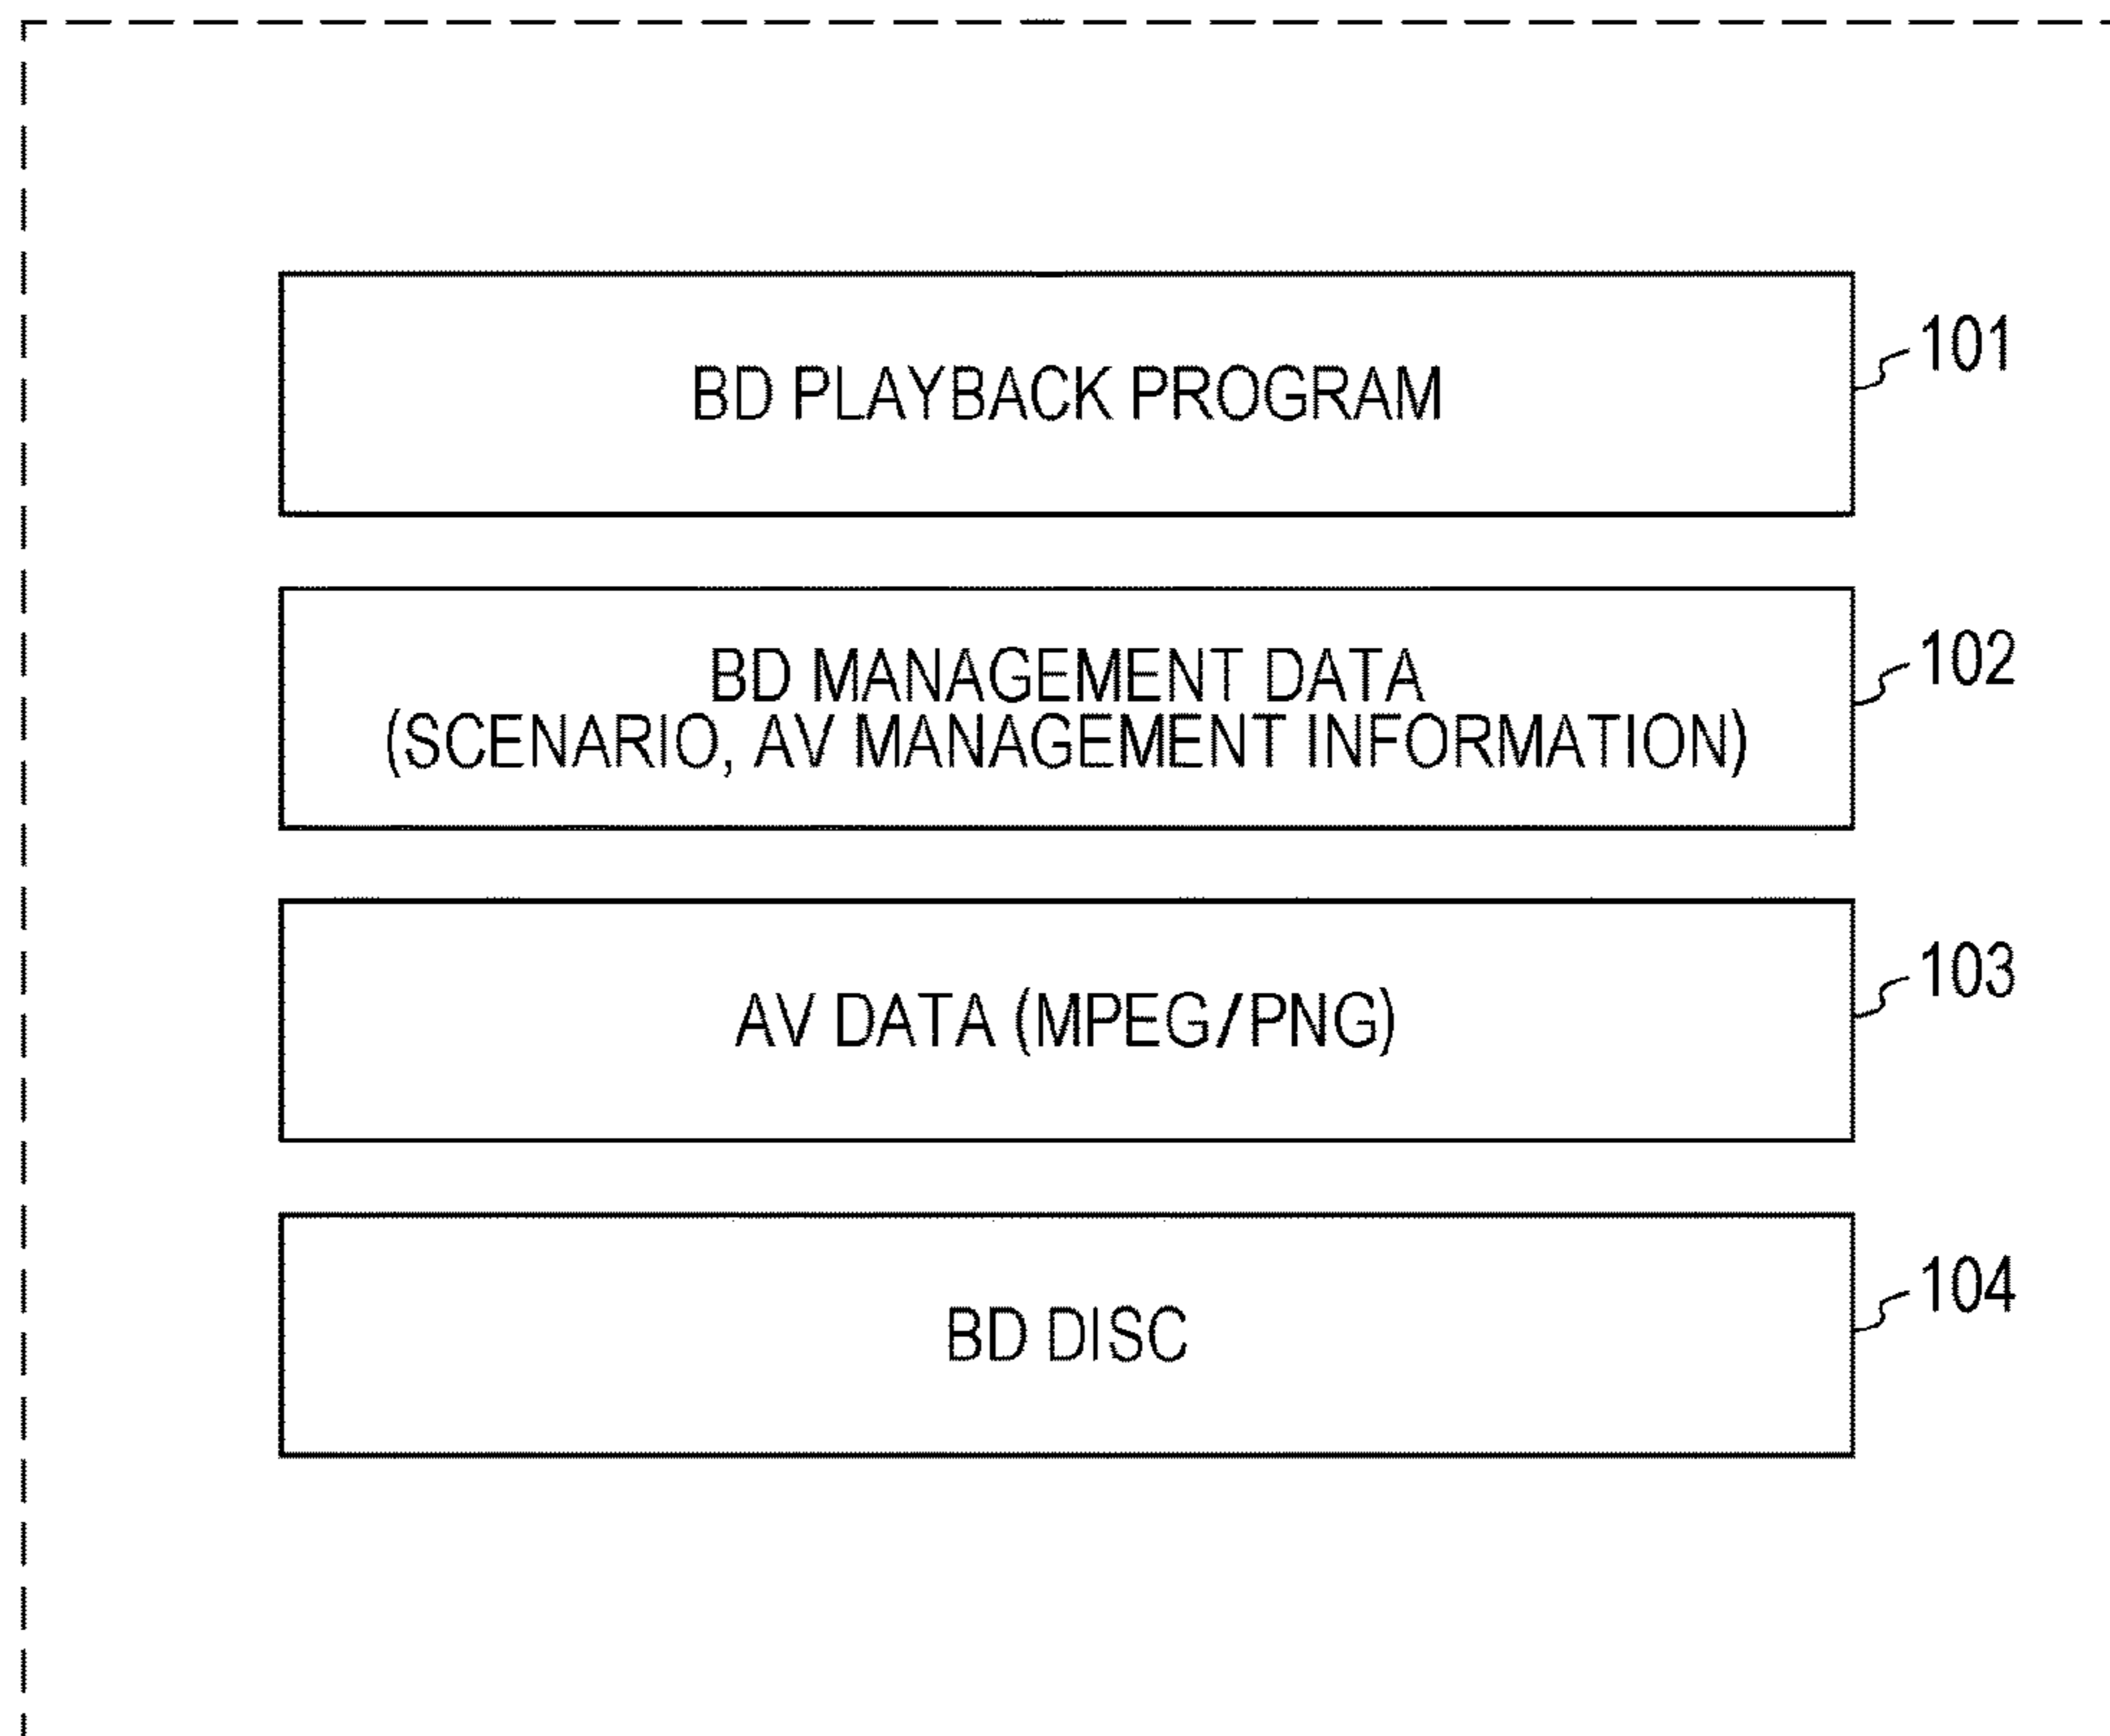 BD PLAYBACK PROGRAM
101
BD MANAGEMENT DATA
(SCENARIO, AV MANAGEMENT INFORMATION)
102
AV DATA (MPEG/PNG)
103
BD DISC
104